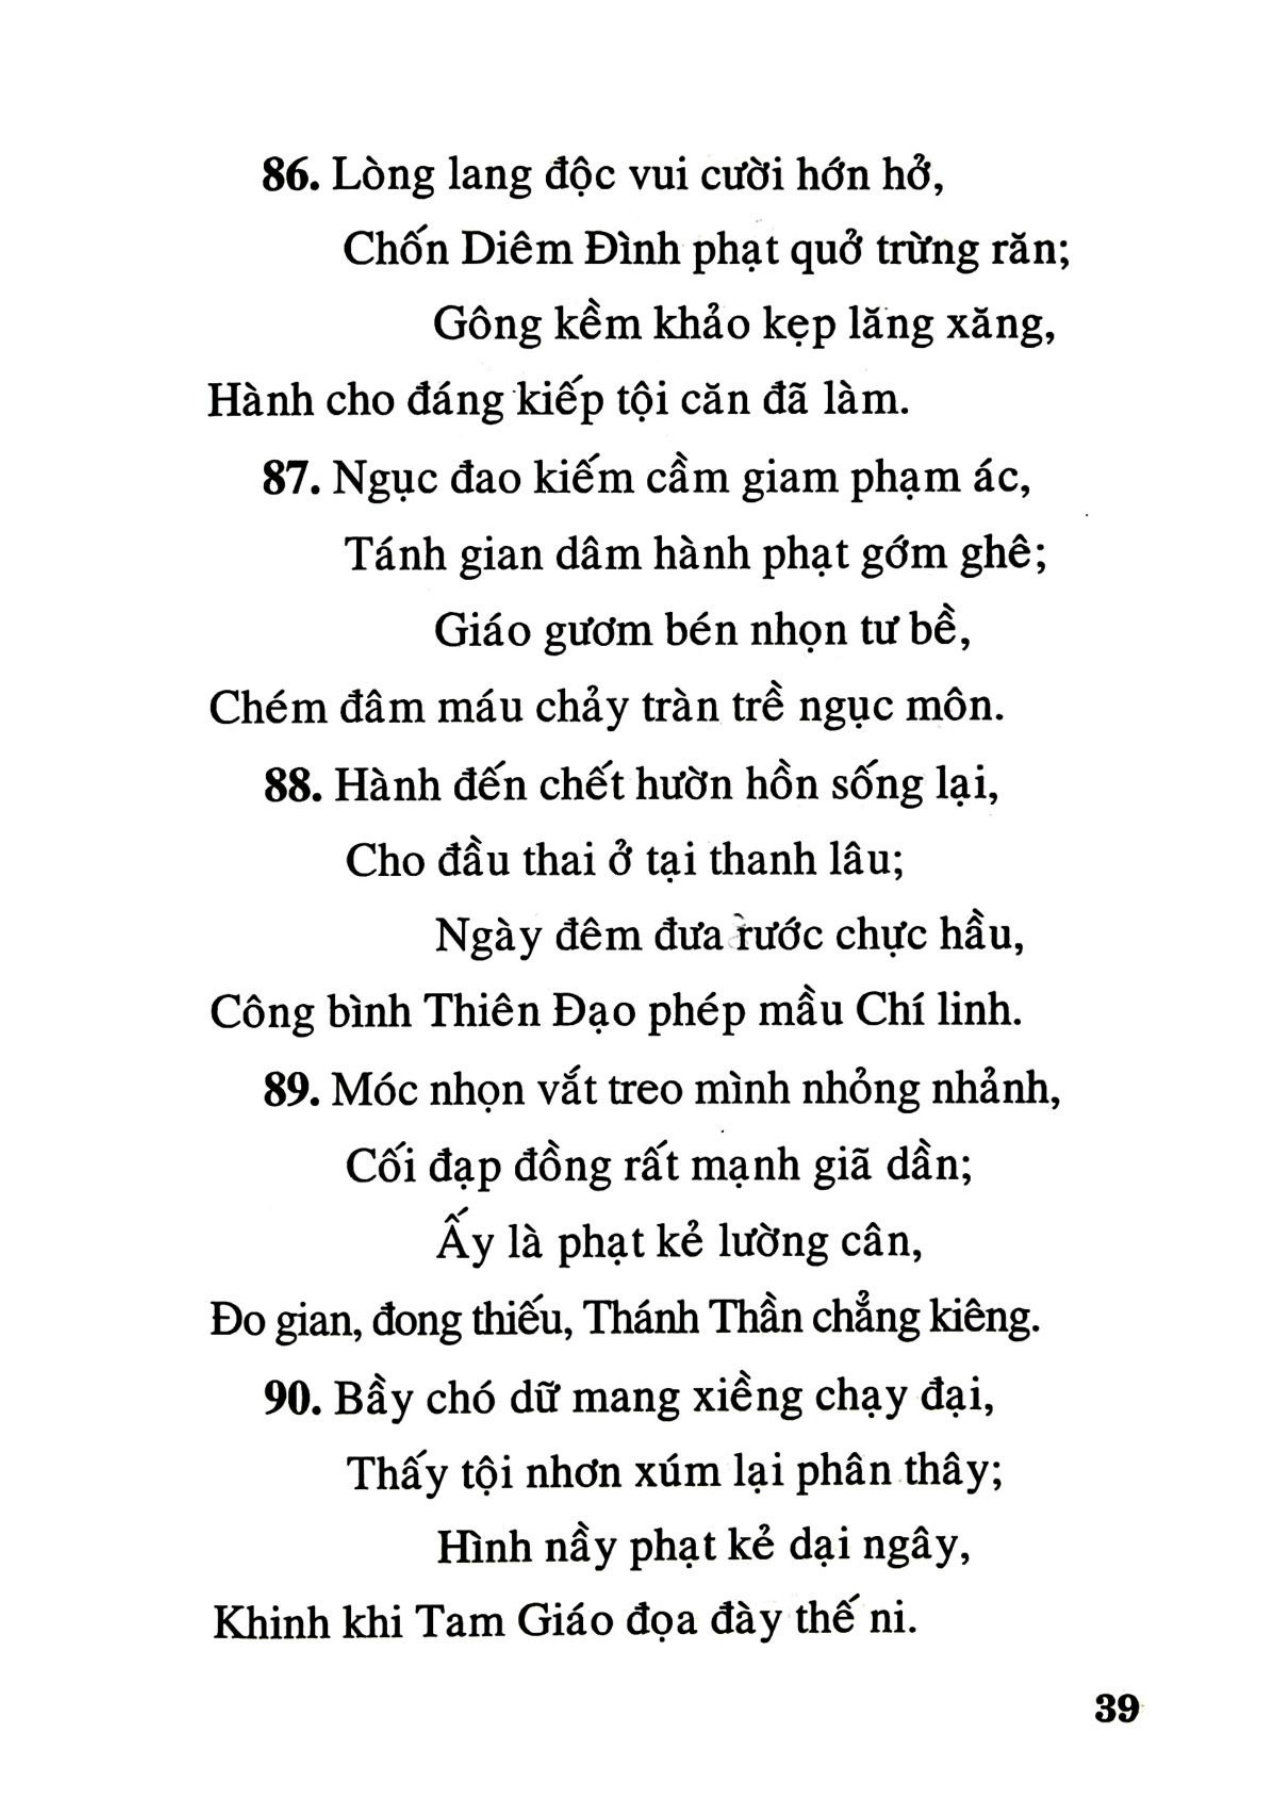 86. Lòng lang độc vui cười hớn hở,
Chốn Diêm Đình phạt quở trừng răn;
Gông kềm khảo kẹp lăng xăng,
Hành cho đáng kiếp tội căn đã làm.
87. Ngục đao kiếm cầm giam phạm ác,
Tánh gian dâm hành phạt gớm ghê;
Giáo gươm bén nhọn tư bề,
Chém đâm máu chảy tràn trề ngục môn.
88. Hành đến chết hườn hồn sống lại,
Cho đầu thai ở tại thanh lâu;
Ngày đêm đưa rước chực hầu,
Công bình Thiên Đạo phép mầu Chí linh.
89. Móc nhọn vắt treo mình nhỏng nhảnh,
Cối đạp đồng rất mạnh giã dần;
Ấy là phạt kẻ lường cân,
Đo gian, đong thiếu, Thánh Thần chẳng kiêng.
90. Bầy chó dữ mang xiềng chạy đại,
Thấy tội nhơn xúm lại phân thây;
Hình nầy phạt kẻ dại ngây,
Khinh khi Tam Giáo đọa đày thế ni.
39